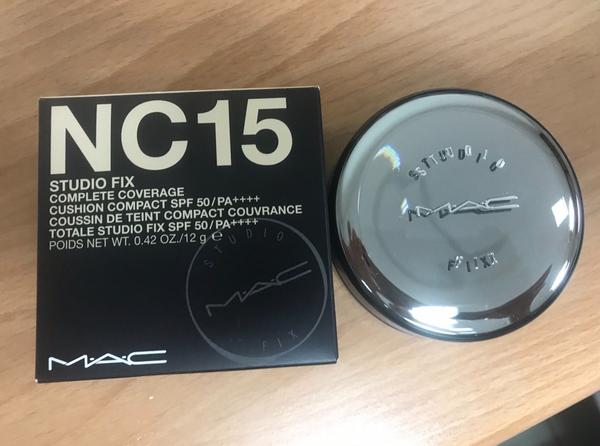 NC15
STUDIO FIX
COMPLETE COVERAGE
CUSHION COMPACT SPF 50/PA++++
COUSSIN DE TEINT COMPACT COUVRANCE
TOTALE STUDIO FIX SPF 50/PA++++
POIDS NET WT. 0.42 OZ./12 g ℮
STUDIO
M·A·C
FIX
M·A·C
STUDIO
M·A·C
FIX